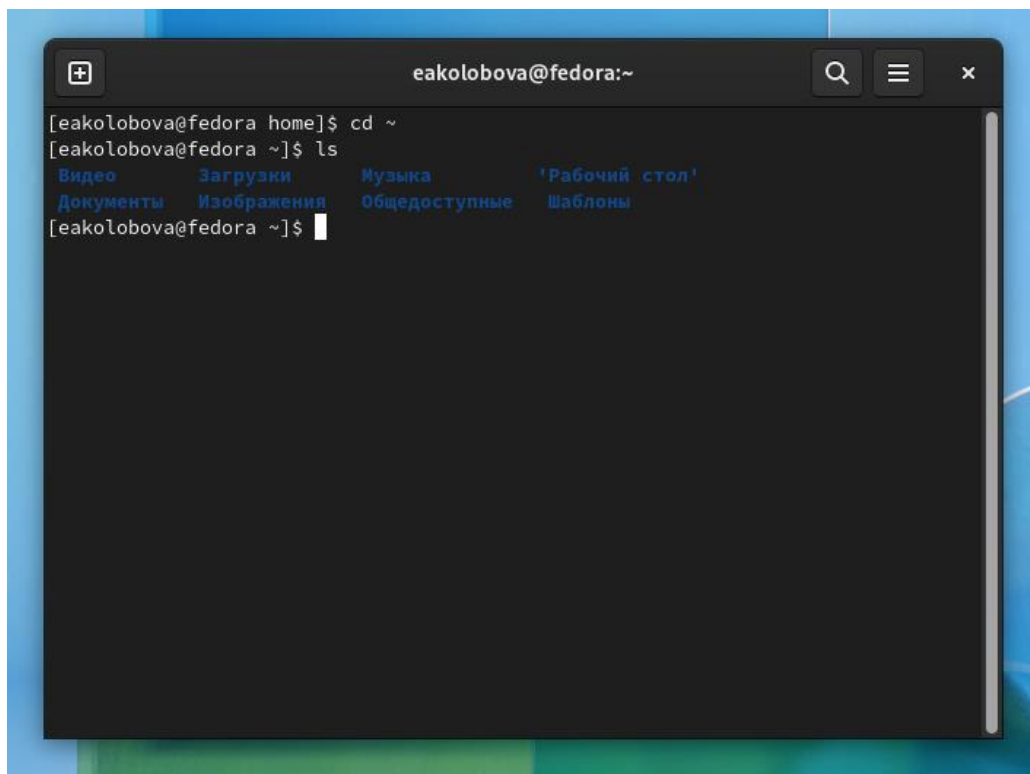 eakolobova@fedora:~
[eakolobova@fedora home]$ cd ~
[eakolobova@fedora ~]$ ls
Видео Загрузки Музыка 'Рабочий стол'
Документы Изображения Общедоступные Шаблоны
[eakolobova@fedora ~]$